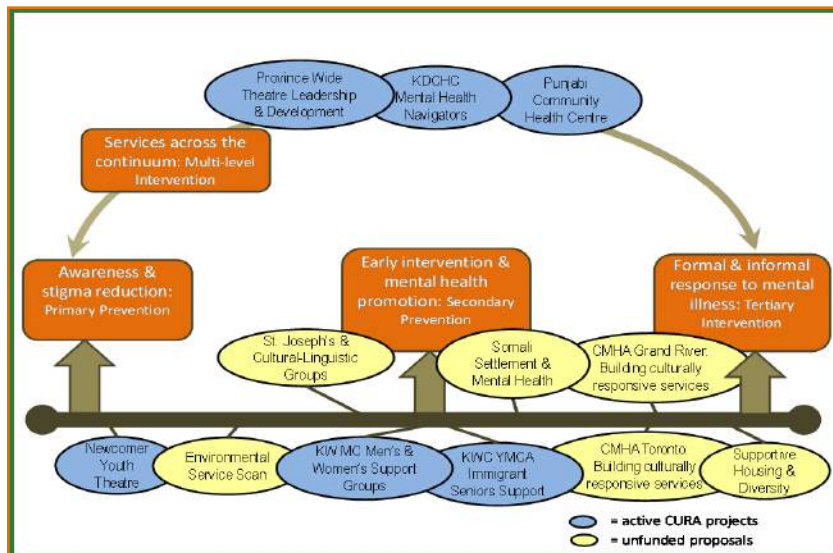 Province Wide
Theatre Leadership
& Development
KDCHC
Mental Health
Navigators
Punjabi
Community
Health Centre
Services across the
continuum: Multi-level
Intervention
Awareness &
stigma reduction:
Primary Prevention
Early intervention &
mental health
promotion: Secondary
Prevention
Formal & informal
response to mental
illness: Tertiary
Intervention
St. Joseph's &
Cultural-Linguistic
Groups
Somali
Settlement &
Mental Health
CMHA Grand River.
Building culturally
responsive services
Newcomer
Youth
Theatre
Environmental
Service Scan
KWMC Men's &
Women's Support
Groups
KWC YMCA
Immigrant
Seniors Support
CMHA Toronto.
Building culturally
responsive services
Supportive
Housing &
Diversity
= active CURA projects
= unfunded proposals